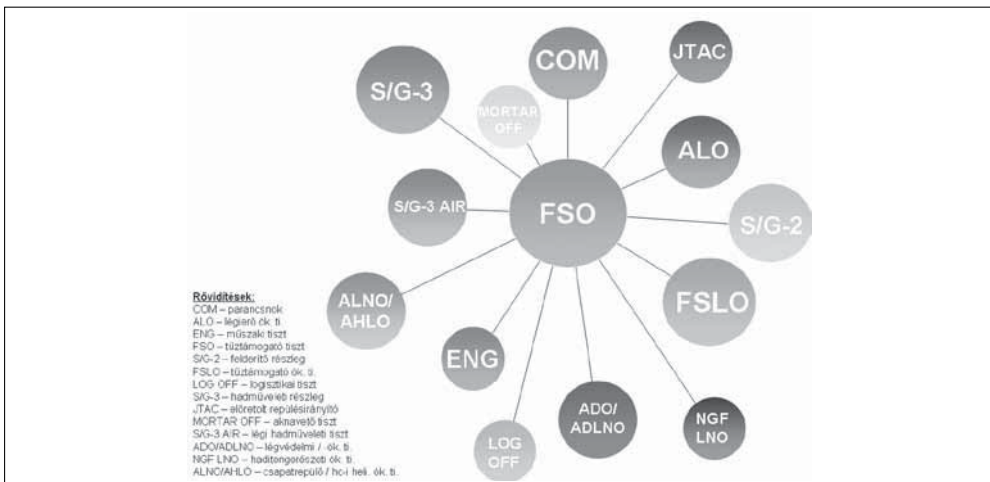 COM
JTAC
S/G-3
MORTAR
OFF
ALO
S/G-3 AIR
FSO
S/G-2
ALNO/
AHLO
FSLO
ENG
ADO/
ADLNO
NGF
LNO
LOG
OFF
Rövidítések:
COM – parancsnok
ALO – légierő ök. ti.
ENG – műszaki tiszt
FSO – tűztámogató tiszt
S/G-2 – felderítő részleg
FSLO – tűztámogató ök. ti.
LOG OFF – logisztikai tiszt
S/G-3 – hadműveleti részleg
JTAC – előretolt repülésirányító
MORTAR OFF – aknavető tiszt
S/G-3 AIR – légi hadműveleti tiszt
ADO/ADLNO – légvédelmi / -ök. ti.
NGF LNO – haditengerészeti ök. ti.
ALNO/AHLO – csapatrepülő / hc-i heli. ök. ti.